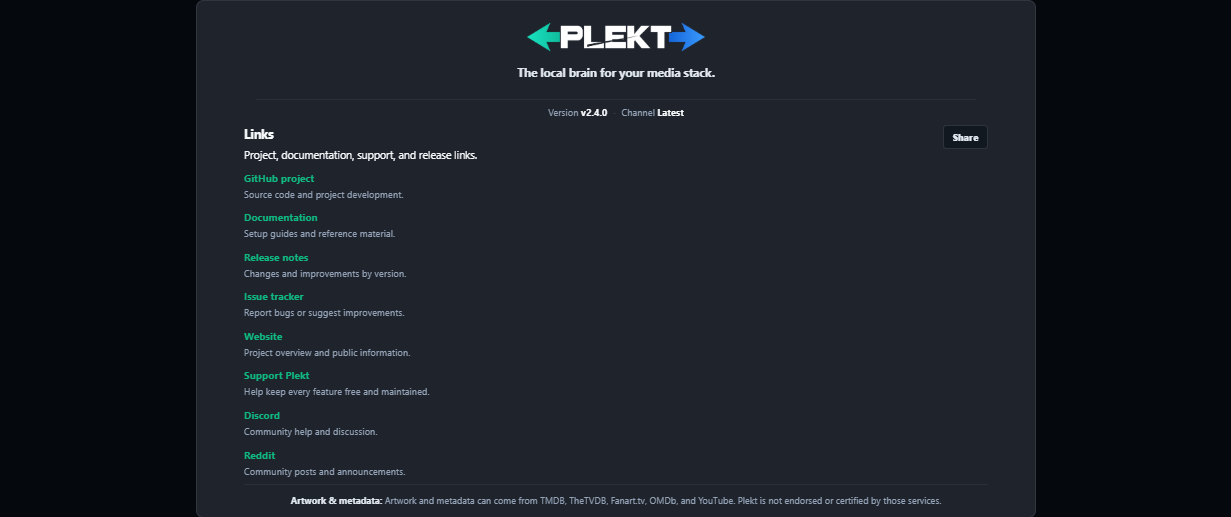 PLEKT
The local brain for your media stack.
Version v2.4.0 · Channel Latest
Links
Share
Project, documentation, support, and release links.
GitHub project
Source code and project development.
Documentation
Setup guides and reference material.
Release notes
Changes and improvements by version.
Issue tracker
Report bugs or suggest improvements.
Website
Project overview and public information.
Support Plekt
Help keep every feature free and maintained.
Discord
Community help and discussion.
Reddit
Community posts and announcements.
Artwork & metadata: Artwork and metadata can come from TMDB, TheTVDB, Fanart.tv, OMDb, and YouTube. Plekt is not endorsed or certified by those services.